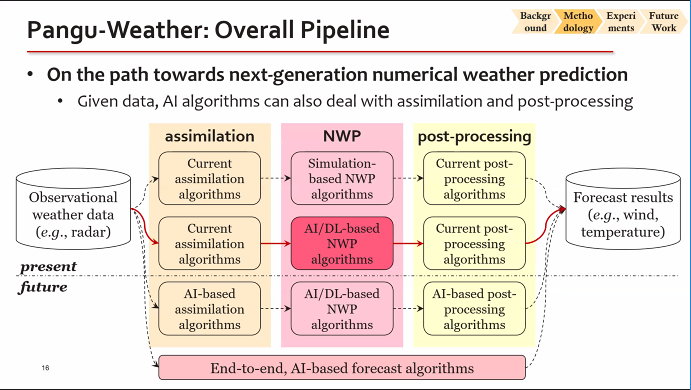 Backgr
ound
Metho
dology
Experi
ments
Future
Work
Pangu-Weather: Overall Pipeline
• On the path towards next-generation numerical weather prediction
• Given data, AI algorithms can also deal with assimilation and post-processing
assimilation
NWP
post-processing
Observational
weather data
(e.g., radar)
Current
assimilation
algorithms
Simulation-
based NWP
algorithms
Current post-
processing
algorithms
Forecast results
(e.g., wind,
temperature)
Current
assimilation
algorithms
AI/DL-based
NWP
algorithms
Current post-
processing
algorithms
present
future
AI-based
assimilation
algorithms
AI/DL-based
NWP
algorithms
AI-based post-
processing
algorithms
End-to-end, AI-based forecast algorithms
16